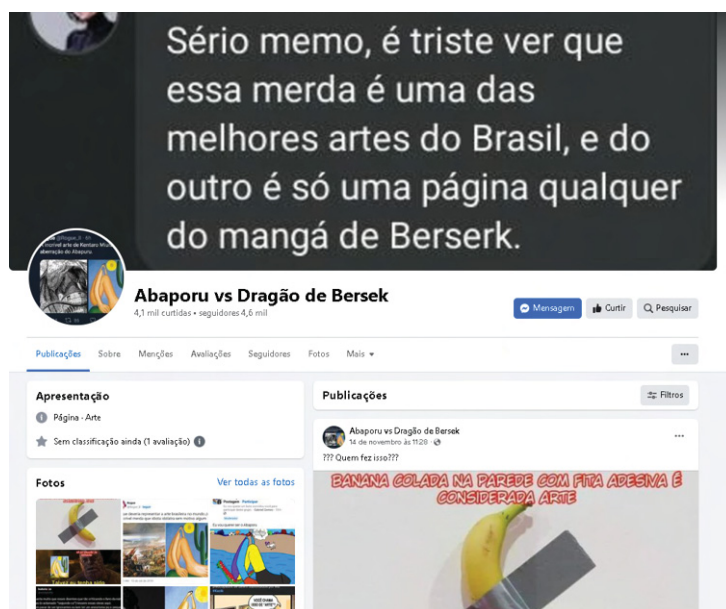 Sério memo, é triste ver que
essa merda é uma das
melhores artes do Brasil, e do
outro é só uma página qualquer
do mangá de Berserk.
Abaporu vs Dragão de Bersek
4,1 mil curtidas • seguidores 4,6 mil
Mensagem
Curtir
Pesquisar
Publicações Sobre Menções Avaliações Seguidores Fotos Mais
Apresentação
Página · Arte
Sem classificação ainda (1 avaliação)
Fotos
Ver todas as fotos
Publicações
Filtros
Abaporu vs Dragão de Bersek
14 de novembro às 11:28
??? Quem fez isso???
BANANA COLADA NA PAREDE COM FITA ADESIVA É
CONSIDERADA ARTE